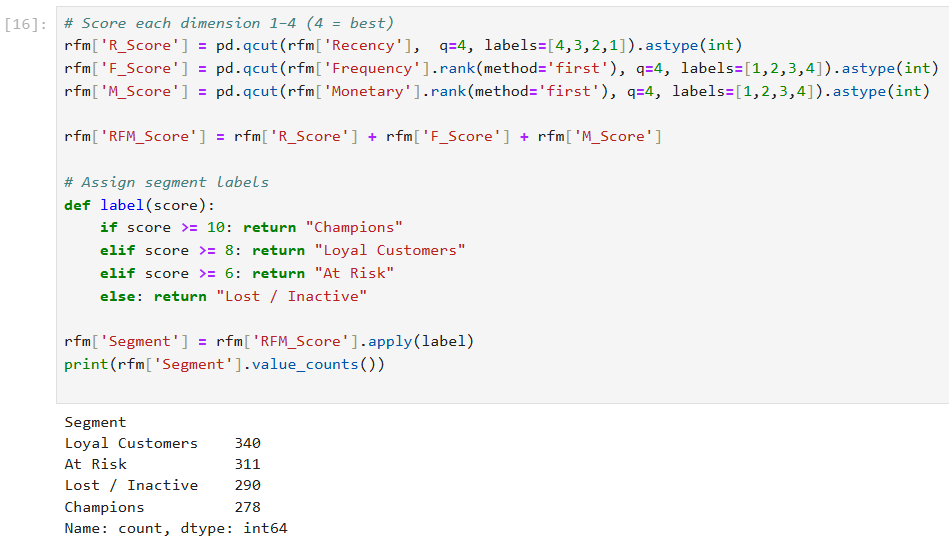 [16]: # Score each dimension 1–4 (4 = best)
rfm['R_Score'] = pd.qcut(rfm['Recency'],  q=4, labels=[4,3,2,1]).astype(int)
rfm['F_Score'] = pd.qcut(rfm['Frequency'].rank(method='first'), q=4, labels=[1,2,3,4]).astype(int)
rfm['M_Score'] = pd.qcut(rfm['Monetary'].rank(method='first'), q=4, labels=[1,2,3,4]).astype(int)
rfm['RFM_Score'] = rfm['R_Score'] + rfm['F_Score'] + rfm['M_Score']
# Assign segment labels
def label(score):
    if score >= 10: return "Champions"
    elif score >= 8: return "Loyal Customers"
    elif score >= 6: return "At Risk"
    else: return "Lost / Inactive"
rfm['Segment'] = rfm['RFM_Score'].apply(label)
print(rfm['Segment'].value_counts())
Segment
Loyal Customers    340
At Risk            311
Lost / Inactive    290
Champions          278
Name: count, dtype: int64